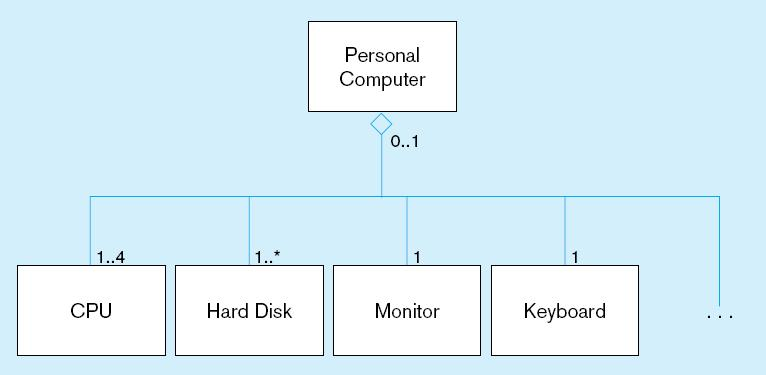 Personal
Computer
0..1
1..4
1..*
1
1
CPU
Hard Disk
Monitor
Keyboard
. . .